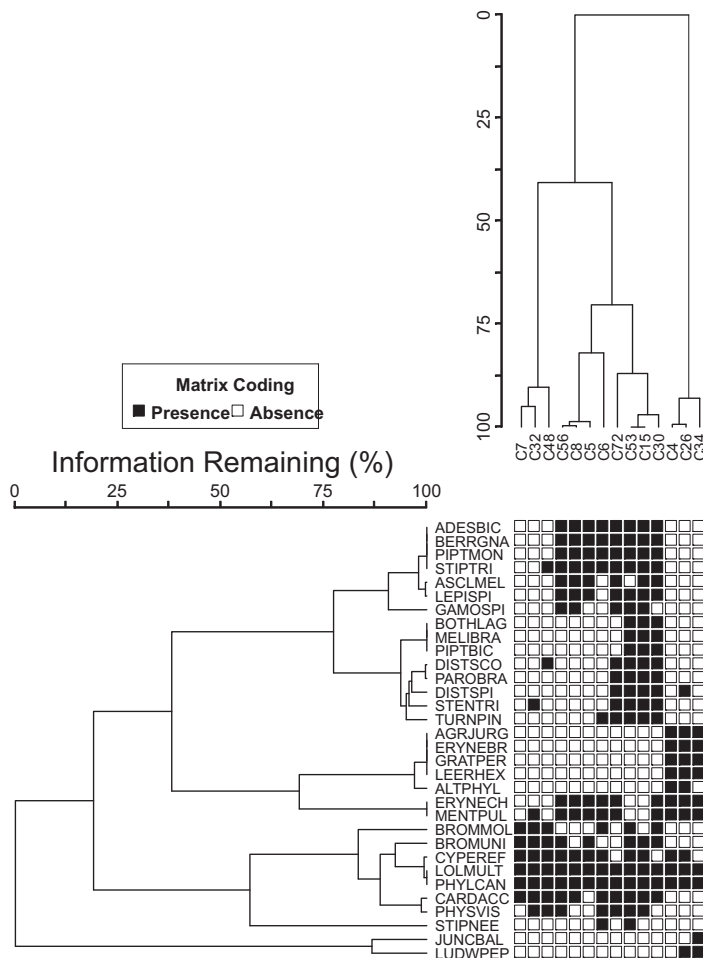 0
25
50
75
100
C7
C32
C48
C56
C8
C5
C6
C72
C53
C15
C30
C4
C26
C34
Matrix Coding
Presence Absence
Information Remaining (%)
0 25 50 75 100
ADESBIC
BERRGNA
PIPTMON
STIPTRI
ASCLMEL
LEPISPI
GAMOSPI
BOTHLAG
MELIBRA
PIPTBIC
DISTSCO
PAROBRA
DISTSPI
STENTRI
TURNPIN
AGRJURG
ERYNEBR
GRATPER
LEERHEX
ALTPHYL
ERYNECH
MENTPUL
BROMMOL
BROMUNI
CYPEREF
LOLMULT
PHYLCAN
CARDACC
PHYSVIS
STIPNEE
JUNCBAL
LUDWPEP